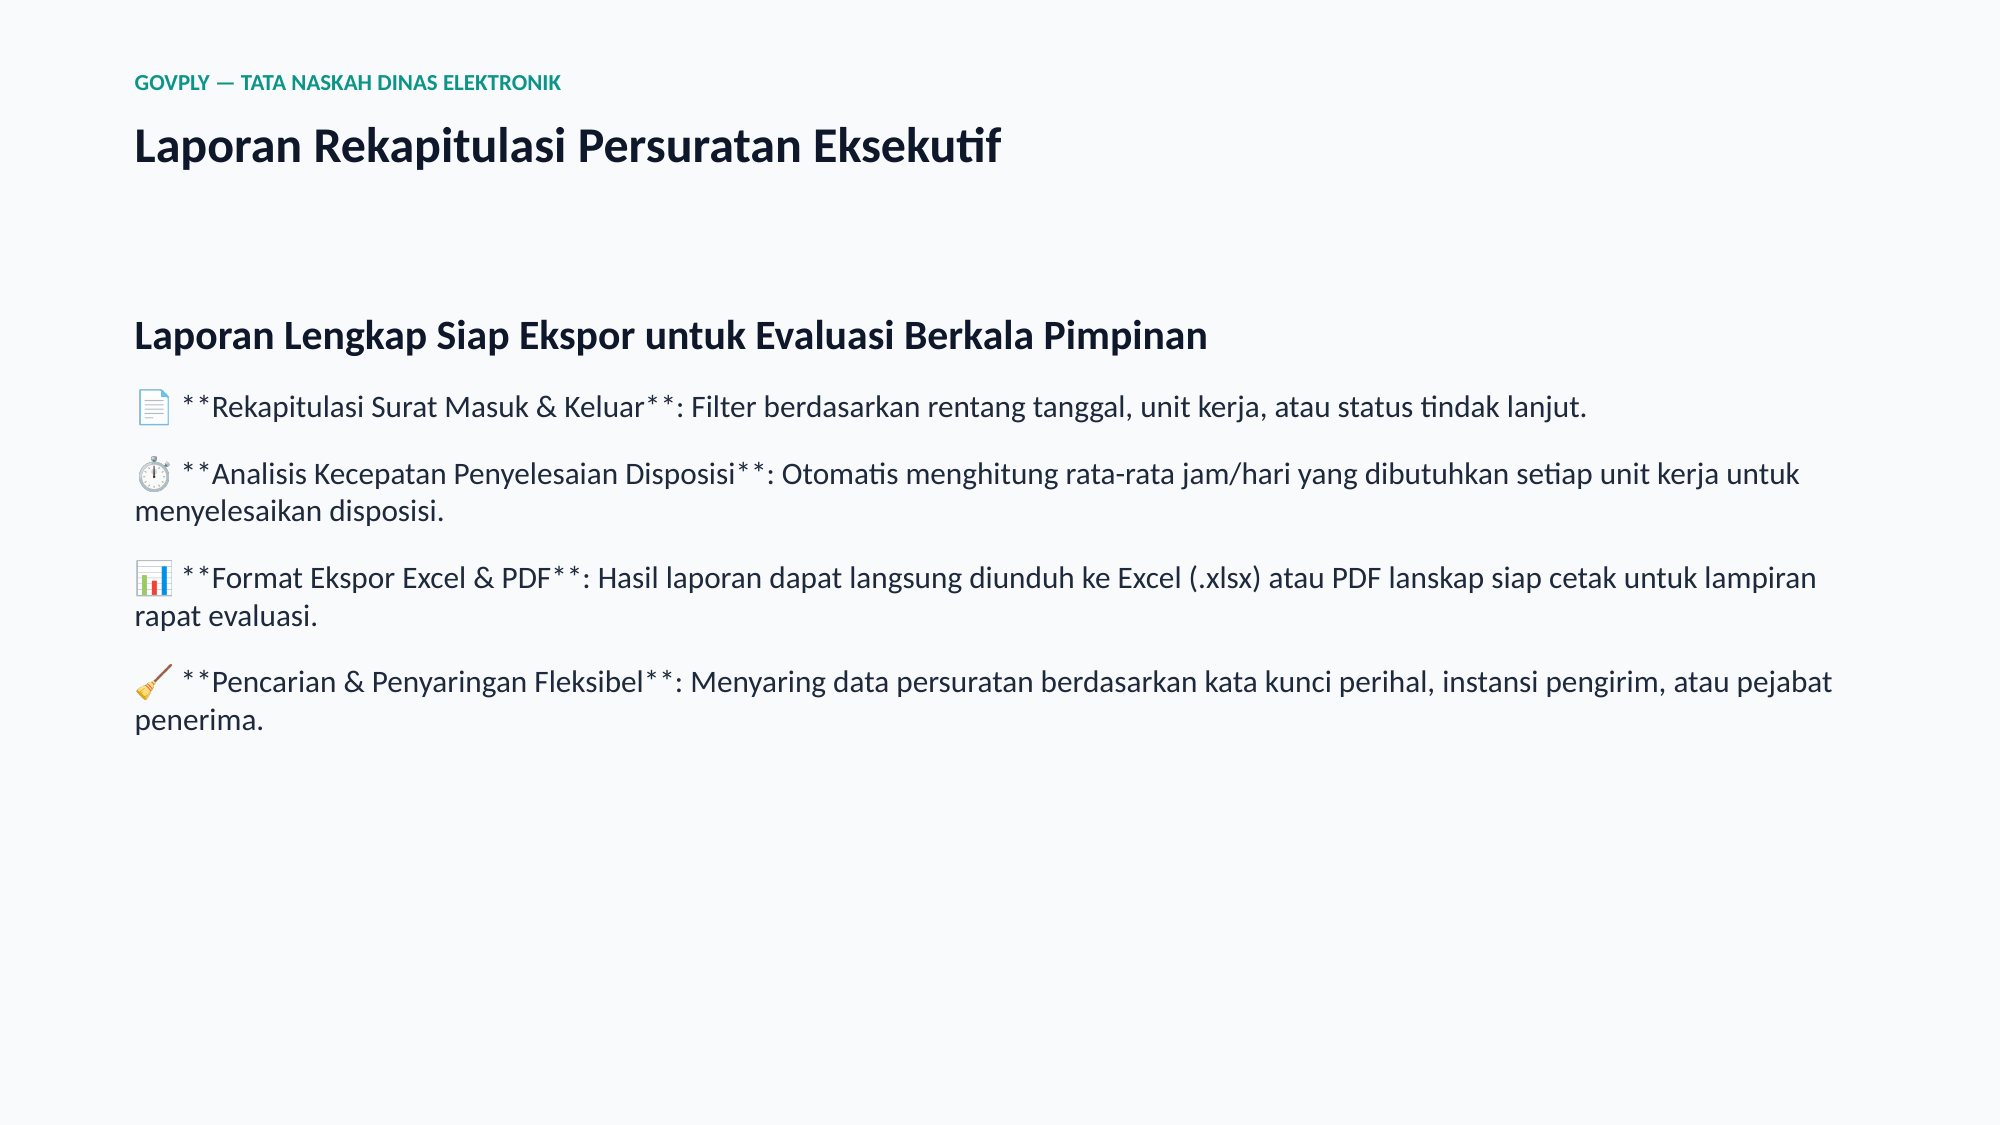 GOVPLY — TATA NASKAH DINAS ELEKTRONIK
Laporan Rekapitulasi Persuratan Eksekutif
Laporan Lengkap Siap Ekspor untuk Evaluasi Berkala Pimpinan
📄 **Rekapitulasi Surat Masuk & Keluar**: Filter berdasarkan rentang tanggal, unit kerja, atau status tindak lanjut.
⏱️ **Analisis Kecepatan Penyelesaian Disposisi**: Otomatis menghitung rata-rata jam/hari yang dibutuhkan setiap unit kerja untuk
menyelesaikan disposisi.
📊 **Format Ekspor Excel & PDF**: Hasil laporan dapat langsung diunduh ke Excel (.xlsx) atau PDF lanskap siap cetak untuk lampiran
rapat evaluasi.
🧹 **Pencarian & Penyaringan Fleksibel**: Menyaring data persuratan berdasarkan kata kunci perihal, instansi pengirim, atau pejabat
penerima.